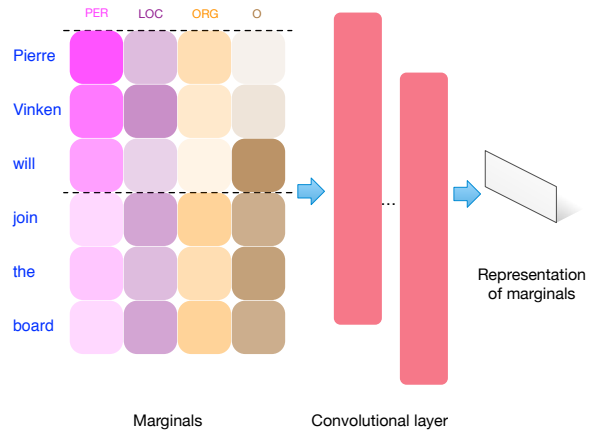 PER LOC ORG O
Pierre
Vinken
will
join
the
board
...
Representation
of marginals
Marginals
Convolutional layer